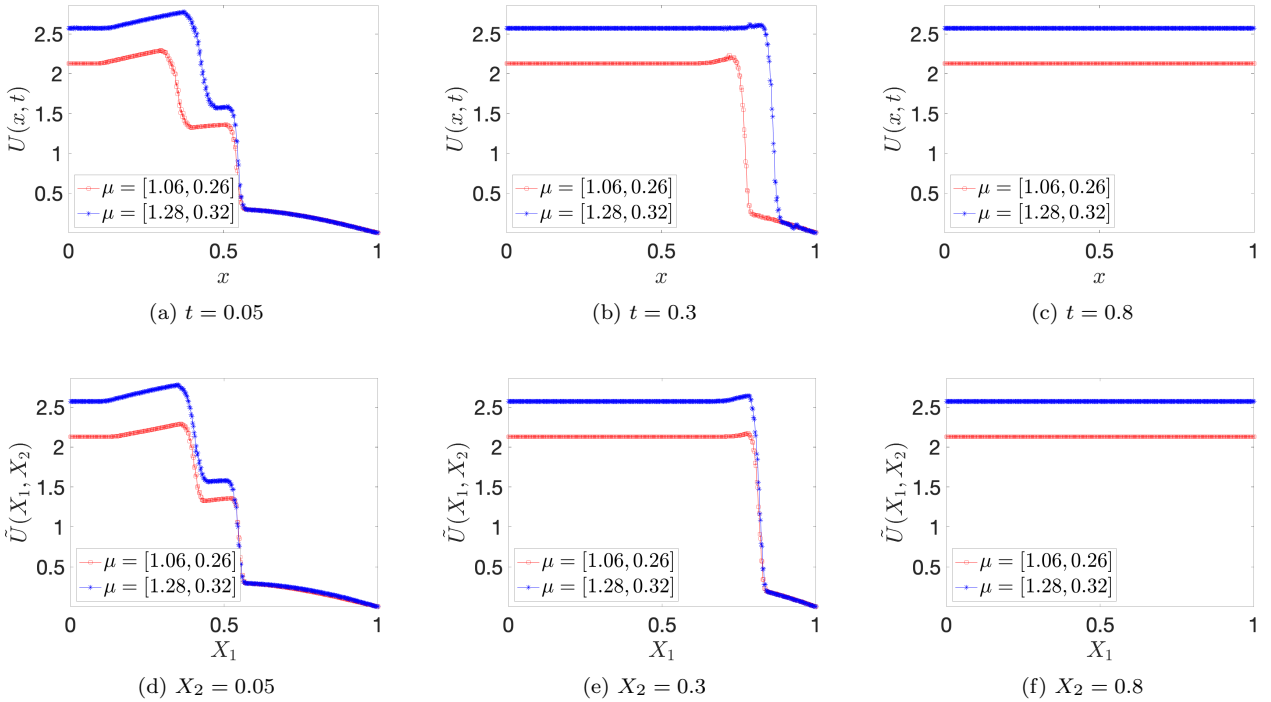 U(x, t)
2.5
2
1.5
1
0.5
μ = [1.06, 0.26]
μ = [1.28, 0.32]
0 0.5 1
x
(a) t = 0.05
U(x, t)
2.5
2
1.5
1
0.5
μ = [1.06, 0.26]
μ = [1.28, 0.32]
0 0.5 1
x
(b) t = 0.3
U(x, t)
2.5
2
1.5
1
0.5
μ = [1.06, 0.26]
μ = [1.28, 0.32]
0 0.5 1
x
(c) t = 0.8
Ũ(X₁, X₂)
2.5
2
1.5
1
0.5
μ = [1.06, 0.26]
μ = [1.28, 0.32]
0 0.5 1
X₁
(d) X₂ = 0.05
Ũ(X₁, X₂)
2.5
2
1.5
1
0.5
μ = [1.06, 0.26]
μ = [1.28, 0.32]
0 0.5 1
X₁
(e) X₂ = 0.3
Ũ(X₁, X₂)
2.5
2
1.5
1
0.5
μ = [1.06, 0.26]
μ = [1.28, 0.32]
0 0.5 1
X₁
(f) X₂ = 0.8